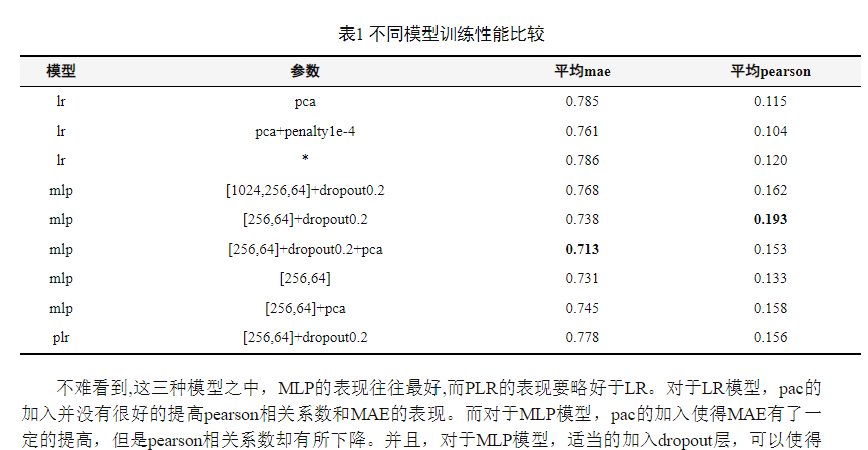 表1 不同模型训练性能比较
模型 参数 平均mae 平均pearson
lr pca 0.785 0.115
lr pca+penalty1e-4 0.761 0.104
lr * 0.786 0.120
mlp [1024,256,64]+dropout0.2 0.768 0.162
mlp [256,64]+dropout0.2 0.738 0.193
mlp [256,64]+dropout0.2+pca 0.713 0.153
mlp [256,64] 0.731 0.133
mlp [256,64]+pca 0.745 0.158
plr [256,64]+dropout0.2 0.778 0.156
不难看到,这三种模型之中，MLP的表现往往最好,而PLR的表现要略好于LR。对于LR模型，pac的
加入并没有很好的提高pearson相关系数和MAE的表现。而对于MLP模型，pac的加入使得MAE有了一
定的提高，但是pearson相关系数却有所下降。并且，对于MLP模型，适当的加入dropout层，可以使得